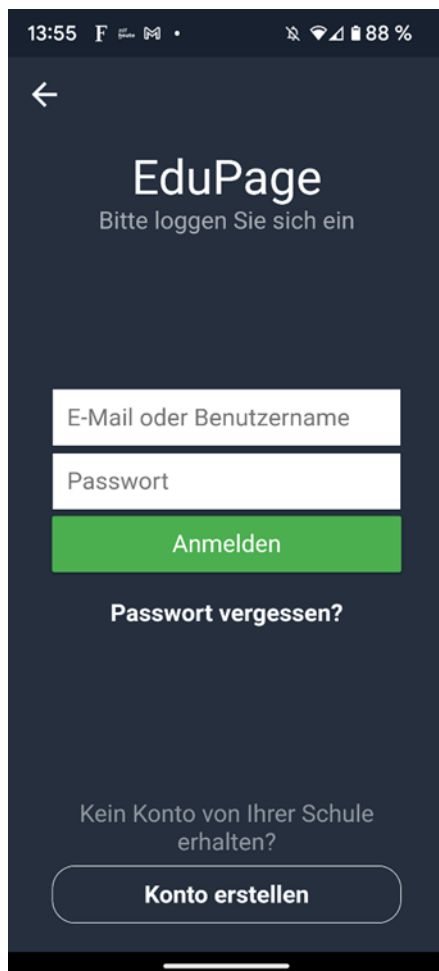 13:55 F M • 88 %
EduPage
Bitte loggen Sie sich ein
E-Mail oder Benutzername
Passwort
Anmelden
Passwort vergessen?
Kein Konto von Ihrer Schule
erhalten?
Konto erstellen